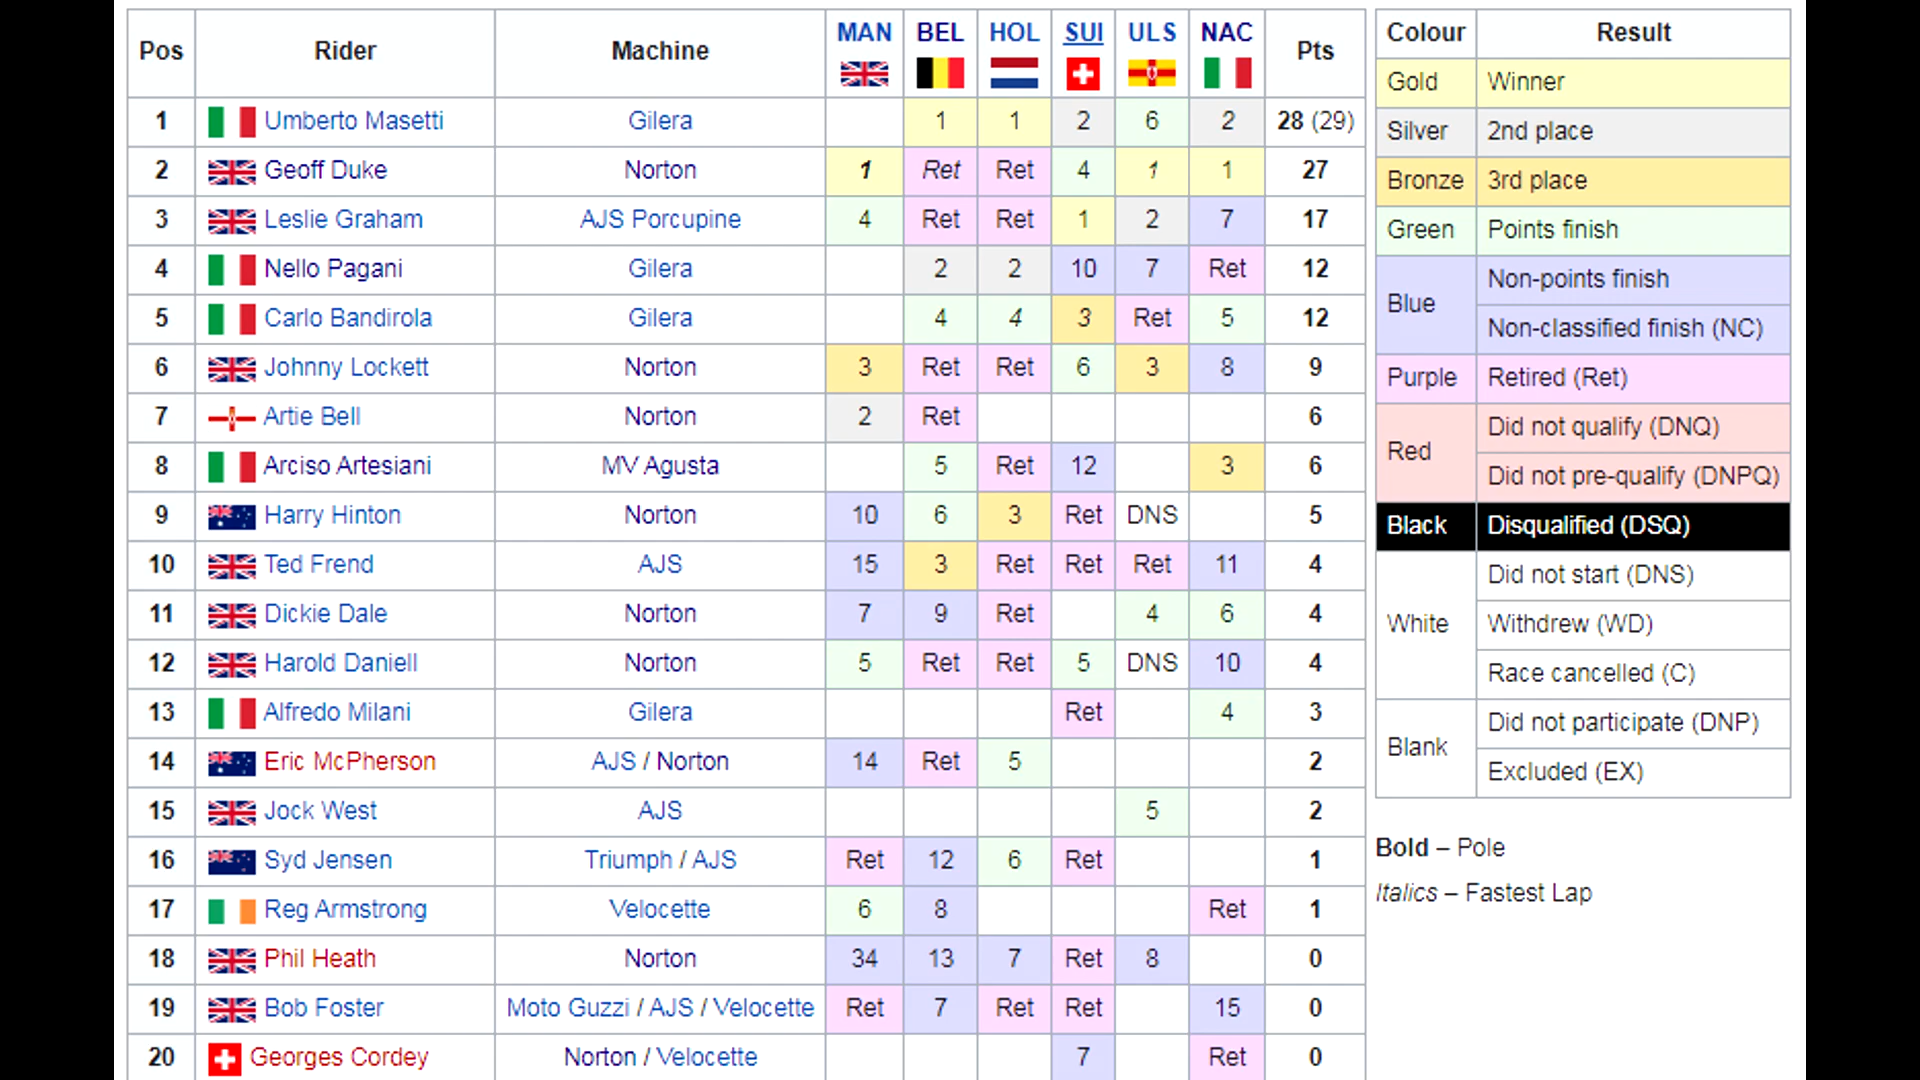 Pos Rider Machine MAN BEL HOL SUI ULS NAC Pts
1 Umberto Masetti Gilera 1 1 2 6 2 28 (29)
2 Geoff Duke Norton 1 Ret Ret 4 1 1 27
3 Leslie Graham AJS Porcupine 4 Ret Ret 1 2 7 17
4 Nello Pagani Gilera 2 2 10 7 Ret 12
5 Carlo Bandirola Gilera 4 4 3 Ret 5 12
6 Johnny Lockett Norton 3 Ret Ret 6 3 8 9
7 Artie Bell Norton 2 Ret 6
8 Arciso Artesiani MV Agusta 5 Ret 12 3 6
9 Harry Hinton Norton 10 6 3 Ret DNS 5
10 Ted Frend AJS 15 3 Ret Ret Ret 11 4
11 Dickie Dale Norton 7 9 Ret 4 6 4
12 Harold Daniell Norton 5 Ret Ret 5 DNS 10 4
13 Alfredo Milani Gilera Ret 4 3
14 Eric McPherson AJS / Norton 14 Ret 5 2
15 Jock West AJS 5 2
16 Syd Jensen Triumph / AJS Ret 12 6 Ret 1
17 Reg Armstrong Velocette 6 8 Ret 1
18 Phil Heath Norton 34 13 7 Ret 8 0
19 Bob Foster Moto Guzzi / AJS / Velocette Ret 7 Ret Ret 15 0
20 Georges Cordey Norton / Velocette 7 Ret 0
Colour Result
Gold Winner
Silver 2nd place
Bronze 3rd place
Green Points finish
Blue Non-points finish
Non-classified finish (NC)
Purple Retired (Ret)
Red Did not qualify (DNQ)
Did not pre-qualify (DNPQ)
Black Disqualified (DSQ)
White Did not start (DNS)
Withdrew (WD)
Race cancelled (C)
Blank Did not participate (DNP)
Excluded (EX)
Bold – Pole
Italics – Fastest Lap